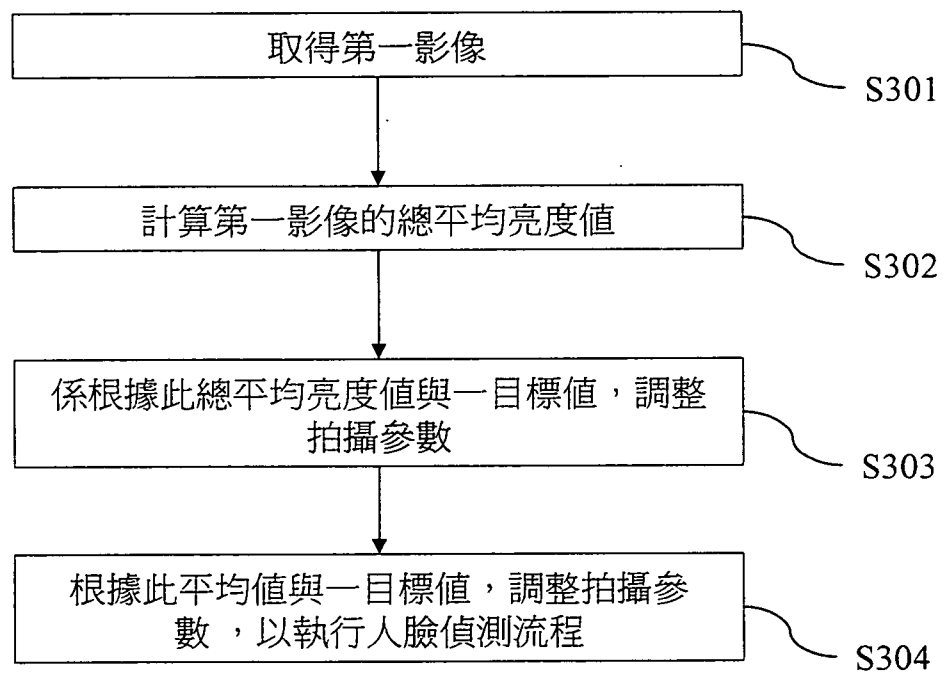 取得第一影像
S301
計算第一影像的總平均亮度值
S302
係根據此總平均亮度值與一目標值，調整
拍攝參數
S303
根據此平均值與一目標值，調整拍攝參
數，以執行人臉偵測流程
S304